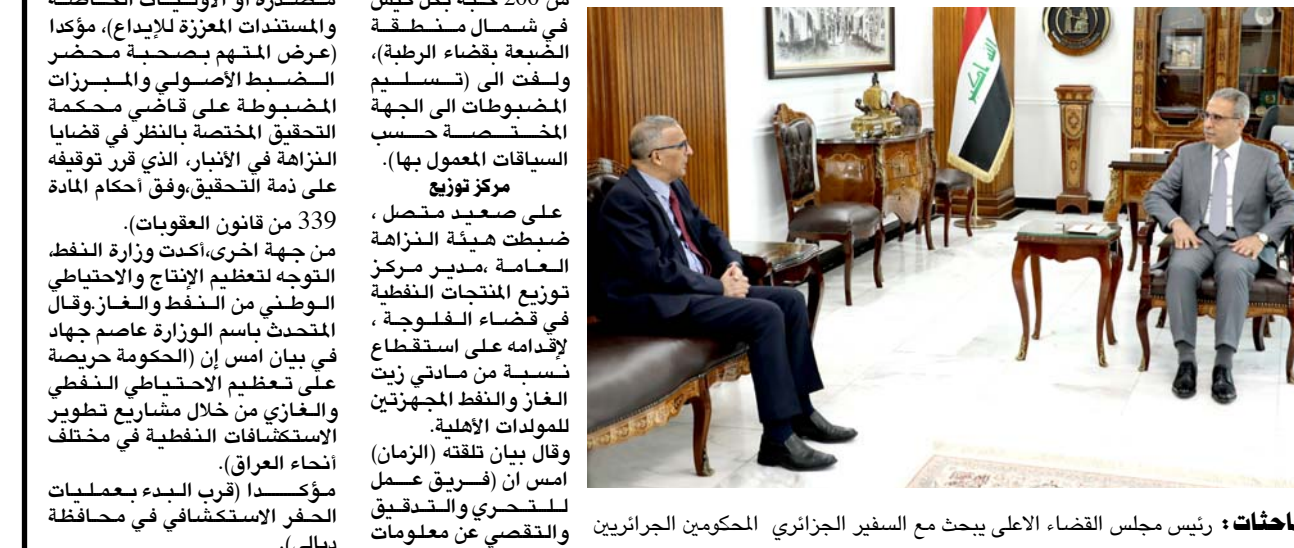 من 200 حبة بكل كيس
في شمال منطقة
الضبعة بقضاء الرطبة)،
ولفت الى (تسليم
المضبوطات الى الجهة
المختصة حسب
السياقات المعمول بها).
مركز توزيع
على صعيد متصل ،
ضبطت هيئة النزاهة
العامة ،مدير مركز
توزيع المنتجات النفطية
في قضاء الفلوجة ،
لإقدامه على استقطاع
نسبة من مادتي زيت
الغاز والنفط المجهزتين
للمولدات الأهلية.
وقال بيان تلقته (الزمان)
امس ان (فريق عمل
للتحري والتدقيق
والتقصي عن معلومات
والمستندات المعززة للإيداع)، مؤكدا
(عرض المتهم بصحبة محضر
الضبط الأصولي والمبرزات
المضبوطة على قاضي محكمة
التحقيق المختصة بالنظر في قضايا
النزاهة في الأنبار، الذي قرر توقيفه
على ذمة التحقيق،وفق أحكام المادة
339 من قانون العقوبات).
من جهة اخرى،أكدت وزارة النفط،
التوجه لتعظيم الإنتاج والاحتياطي
الوطني من النفط والغاز.وقال
المتحدث باسم الوزارة عاصم جهاد
في بيان امس إن (الحكومة حريصة
على تعظيم الاحتياطي النفطي
والغازي من خلال مشاريع تطوير
الاستكشافات النفطية في مختلف
أنحاء العراق).
مؤكدا (قرب البدء بعمليات
الحفر الاستكشافي في محافظة
ديالى).
الله اكبر
رئيس مجلس القضاء الاعلى يبحث مع السفير الجزائري المحكومين الجرائريين